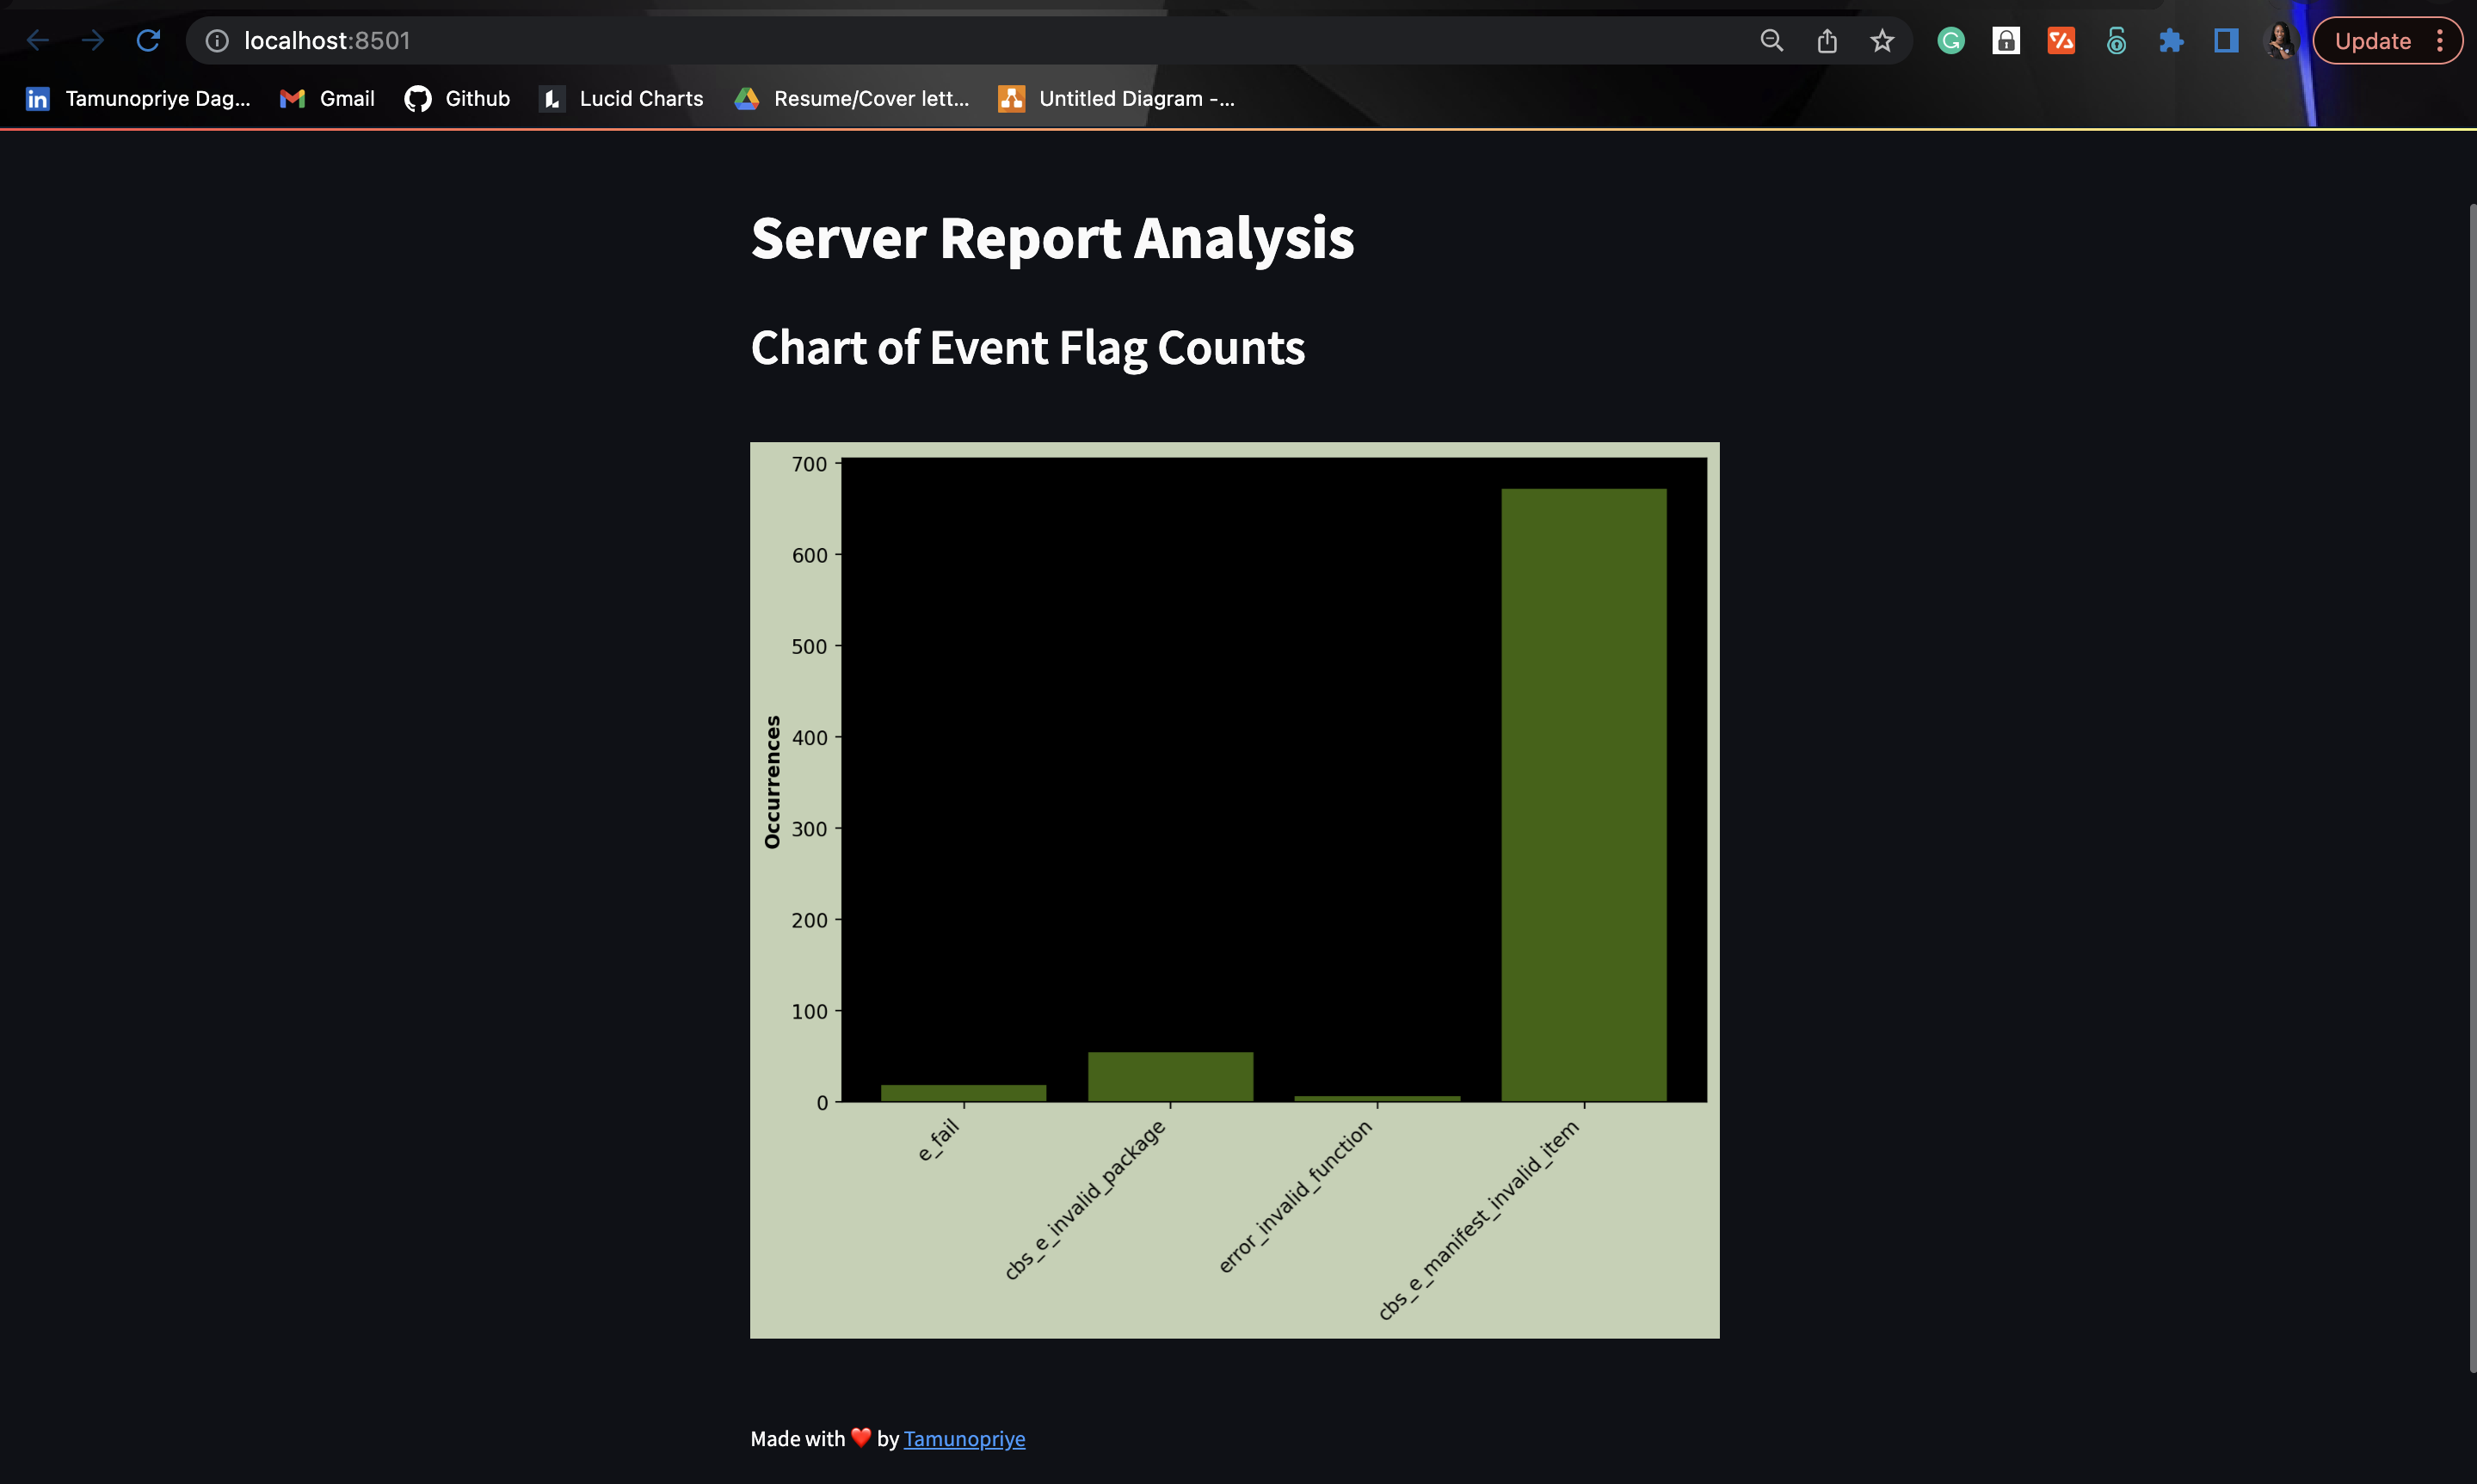 localhost:8501
Update
Tamunopriye Dag...
Gmail
Github
Lucid Charts
Resume/Cover lett...
Untitled Diagram -...
Server Report Analysis
Chart of Event Flag Counts
700
600
500
400
300
200
100
0
Occurrences
e_fail
cbs_e_invalid_package
error_invalid_function
cbs_e_manifest_invalid_item
Made with ❤️ by Tamunopriye